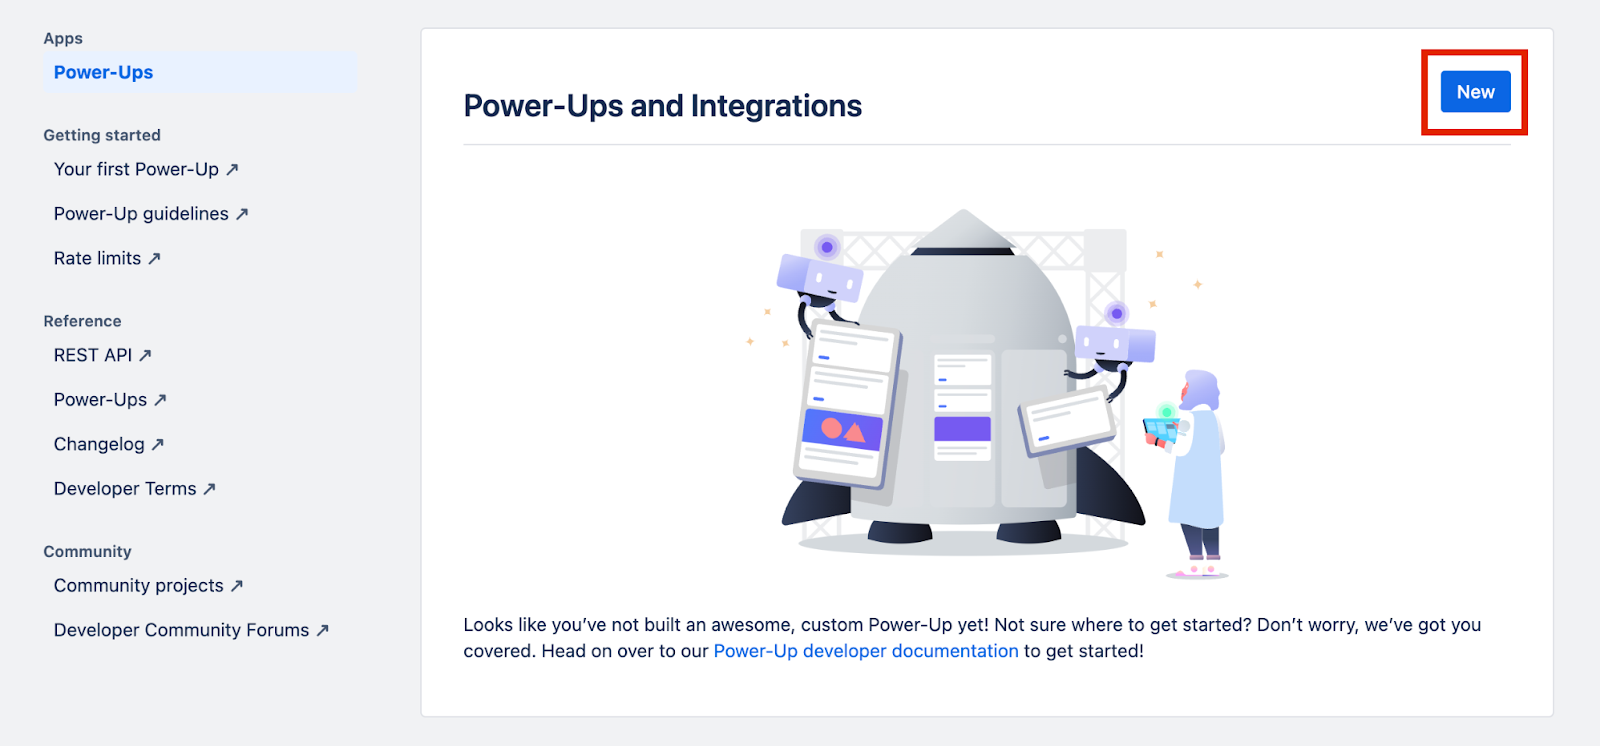 Apps
Power-Ups
Getting started
Your first Power-Up ↗
Power-Up guidelines ↗
Rate limits ↗
Reference
REST API ↗
Power-Ups ↗
Changelog ↗
Developer Terms ↗
Community
Community projects ↗
Developer Community Forums ↗
Power-Ups and Integrations
New
Looks like you’ve not built an awesome, custom Power-Up yet! Not sure where to get started? Don’t worry, we’ve got you
covered. Head on over to our Power-Up developer documentation to get started!